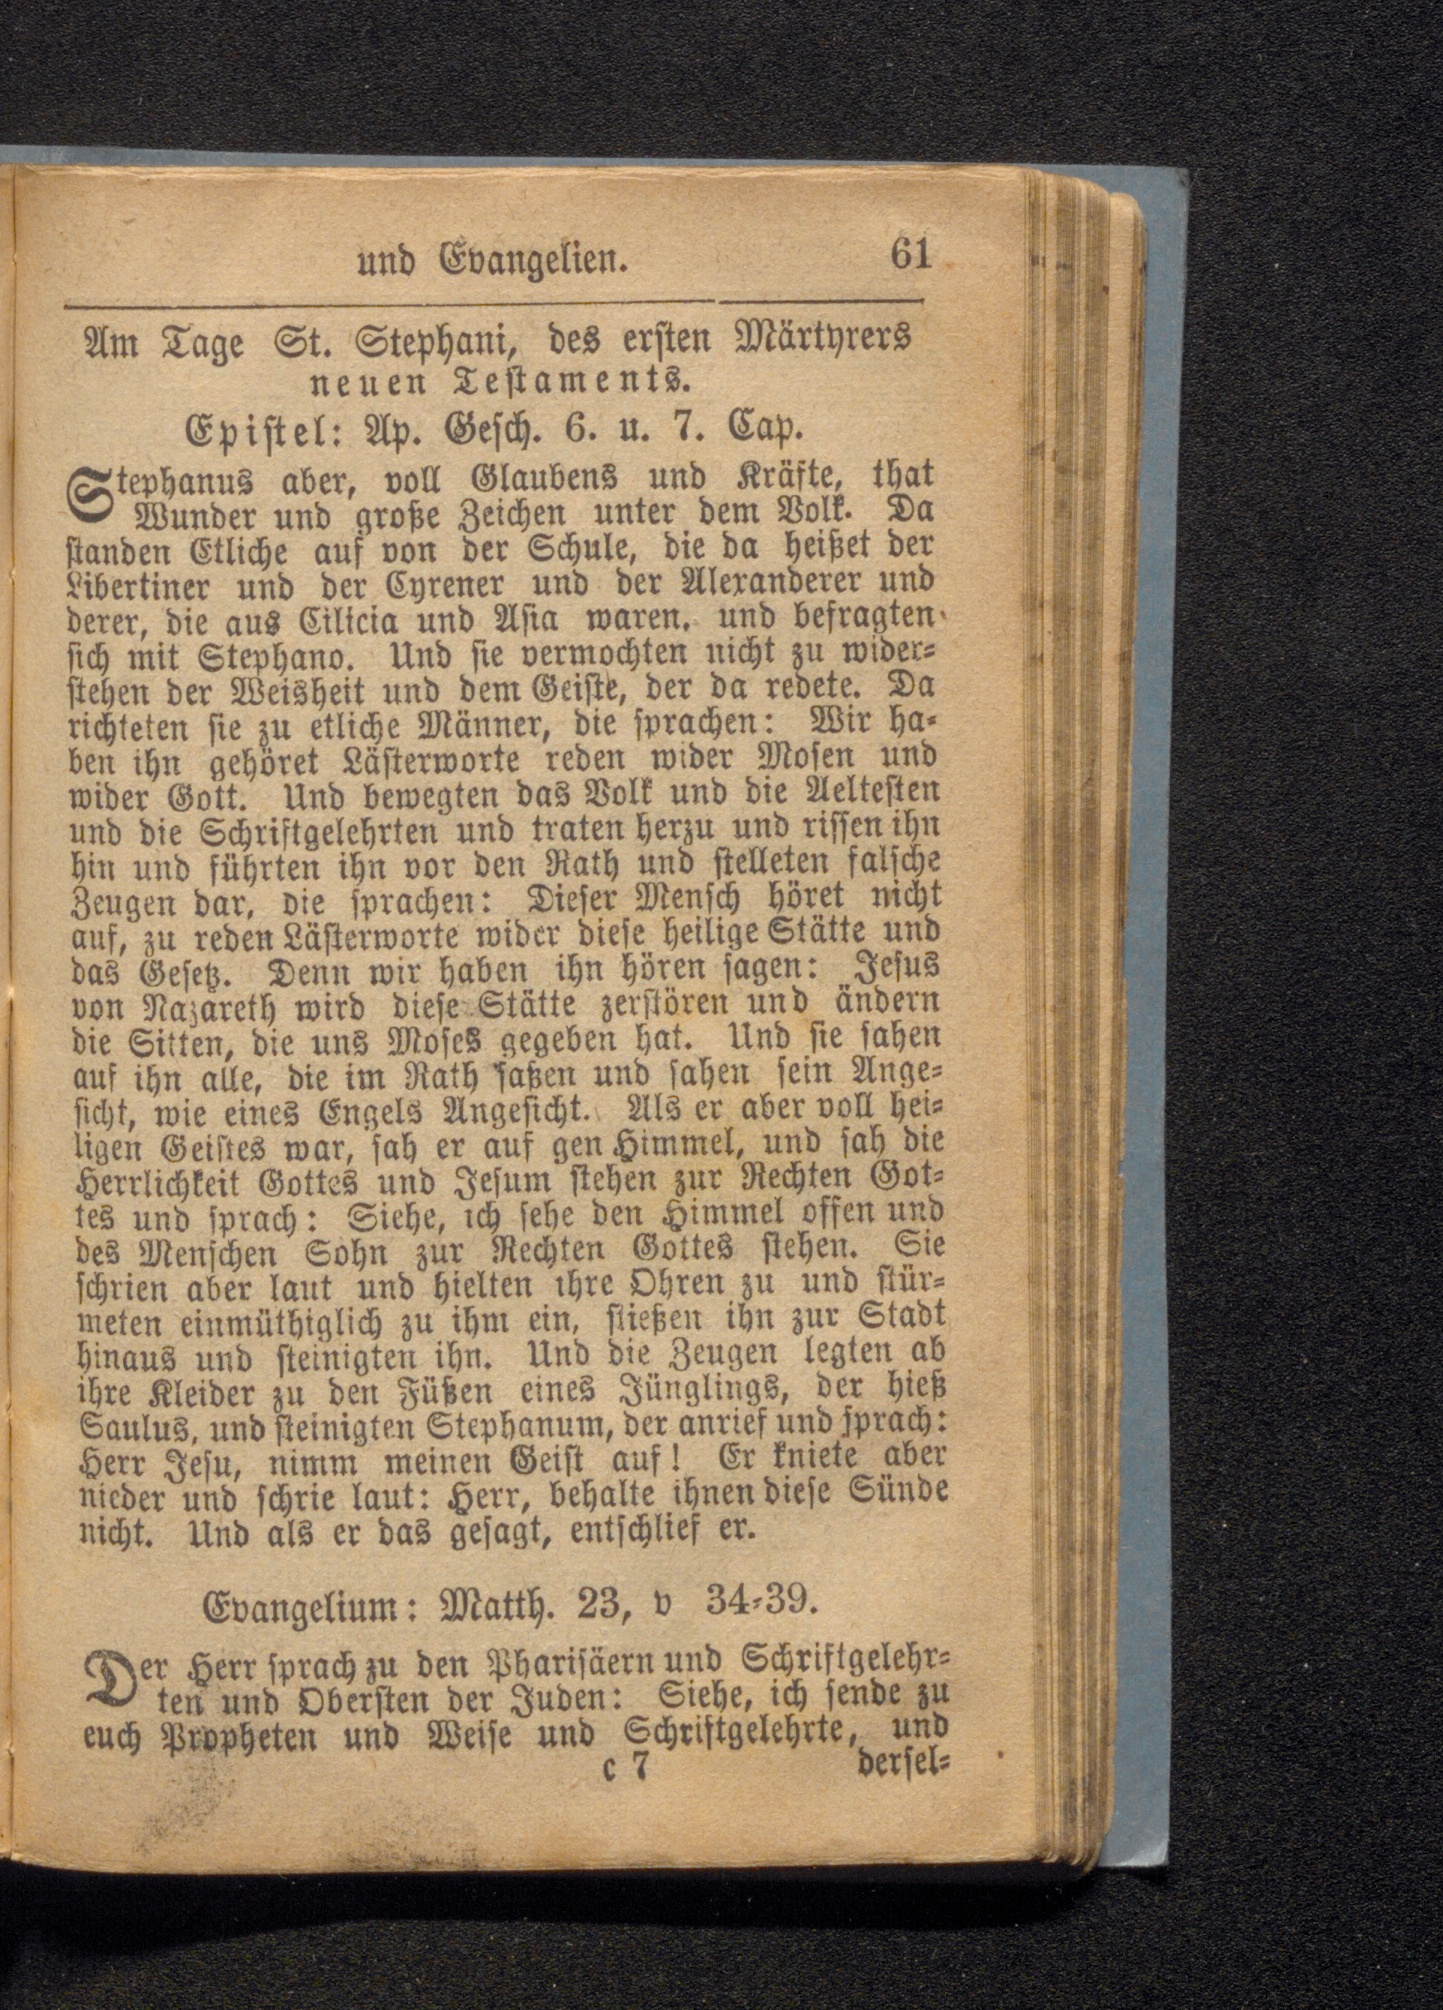 und Evangelien. 61
Am Tage St. Stephani, des ersten Märtyrers
neuen Testaments.
Epistel: Ap. Gesch. 6. u. 7. Cap.
Stephanus aber, voll Glaubens und Kräfte, that
Wunder und große Zeichen unter dem Volk. Da
standen Etliche auf von der Schule, die da heißet der
Libertiner und der Cyrener und der Alexanderer und
derer, die aus Cilicia und Asia waren, und befragten
sich mit Stephano. Und sie vermochten nicht zu wider-
stehen der Weisheit und dem Geiste, der da redete. Da
richteten sie zu etliche Männer, die sprachen: Wir ha-
ben ihn gehöret Lästerworte reden wider Mosen und
wider Gott. Und bewegten das Volk und die Aeltesten
und die Schriftgelehrten und traten herzu und rissen ihn
hin und führten ihn vor den Rath und stelleten falsche
Zeugen dar, die sprachen: Dieser Mensch höret nicht
auf, zu reden Lästerworte wider diese heilige Stätte und
das Gesetz. Denn wir haben ihn hören sagen: Jesus
von Nazareth wird diese Stätte zerstören und ändern
die Sitten, die uns Moses gegeben hat. Und sie sahen
auf ihn alle, die im Rath saßen und sahen sein Ange-
sicht, wie eines Engels Angesicht. Als er aber voll hei-
ligen Geistes war, sah er auf gen Himmel, und sah die
Herrlichkeit Gottes und Jesum stehen zur Rechten Got-
tes und sprach: Siehe, ich sehe den Himmel offen und
des Menschen Sohn zur Rechten Gottes stehen. Sie
schrien aber laut und hielten ihre Ohren zu und stür-
meten einmüthiglich zu ihm ein, stießen ihn zur Stadt
hinaus und steinigten ihn. Und die Zeugen legten ab
ihre Kleider zu den Füßen eines Jünglings, der hieß
Saulus, und steinigten Stephanum, der anrief und sprach:
Herr Jesu, nimm meinen Geist auf! Er kniete aber
nieder und schrie laut: Herr, behalte ihnen diese Sünde
nicht. Und als er das gesagt, entschlief er.
Evangelium: Matth. 23, v 34-39.
Der Herr sprach zu den Pharisäern und Schriftgelehr-
ten und Obersten der Juden: Siehe, ich sende zu
euch Propheten und Weise und Schriftgelehrte, und
c 7 dersel-